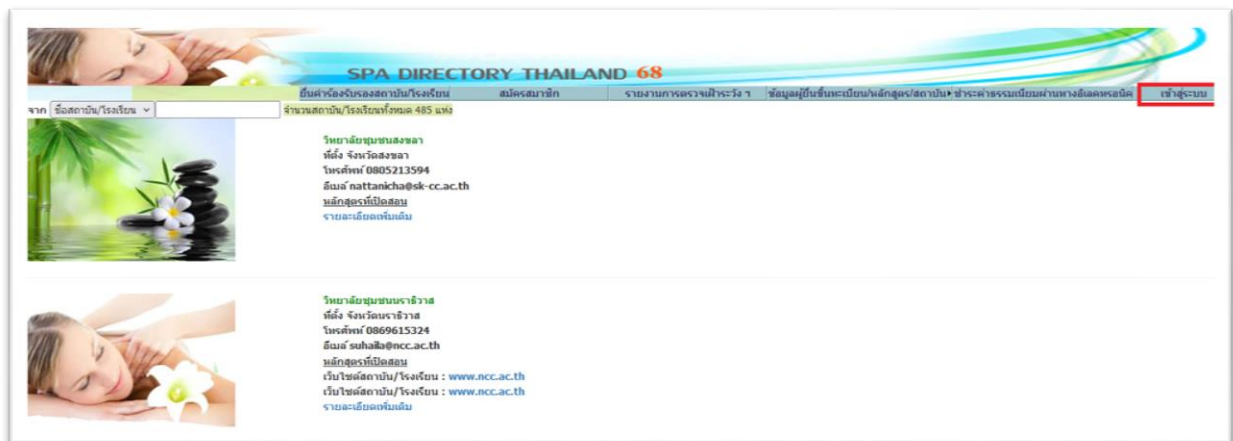 SPA DIRECTORY THAILAND 68
ยื่นคำร้องรับรองสถาบัน/โรงเรียน สมัครสมาชิก รายงานการตรวจเฝ้าระวัง ฯ ข้อมูลผู้ยื่นขึ้นทะเบียน/หลักสูตร/สถาบัน ชำระค่าธรรมเนียมผ่านทางอิเลคทรอนิค เข้าสู่ระบบ
จาก ชื่อสถาบัน/โรงเรียน จำนวนสถาบัน/โรงเรียนทั้งหมด 485 แห่ง
วิทยาลัยชุมชนสงขลา
ที่ตั้ง จังหวัดสงขลา
โทรศัพท์ 0805213594
อีเมล์ nattanicha@sk-cc.ac.th
หลักสูตรที่เปิดสอน
รายละเอียดเพิ่มเติม
วิทยาลัยชุมชนนราธิวาส
ที่ตั้ง จังหวัดนราธิวาส
โทรศัพท์ 0869615324
อีเมล์ suhaila@ncc.ac.th
หลักสูตรที่เปิดสอน
เว็บไซต์สถาบัน/โรงเรียน : www.ncc.ac.th
เว็บไซต์สถาบัน/โรงเรียน : www.ncc.ac.th
รายละเอียดเพิ่มเติม